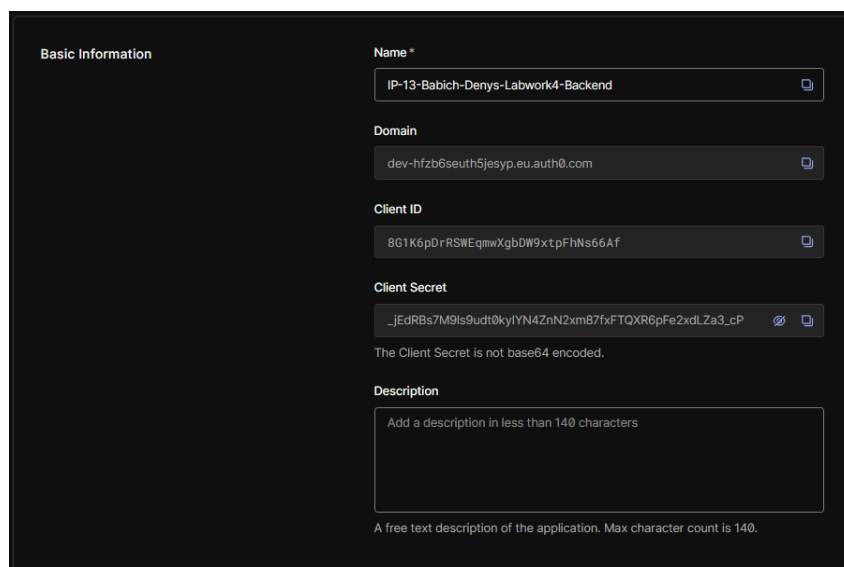 Basic Information
Name *
IP-13-Babich-Denys-Labwork4-Backend
Domain
dev-hfzb6seuth5jesyp.eu.auth0.com
Client ID
8G1K6pDrRSWEqmwXgbDW9xtpFhNs66Af
Client Secret
The Client Secret is not base64 encoded.
Description
Add a description in less than 140 characters
A free text description of the application. Max character count is 140.